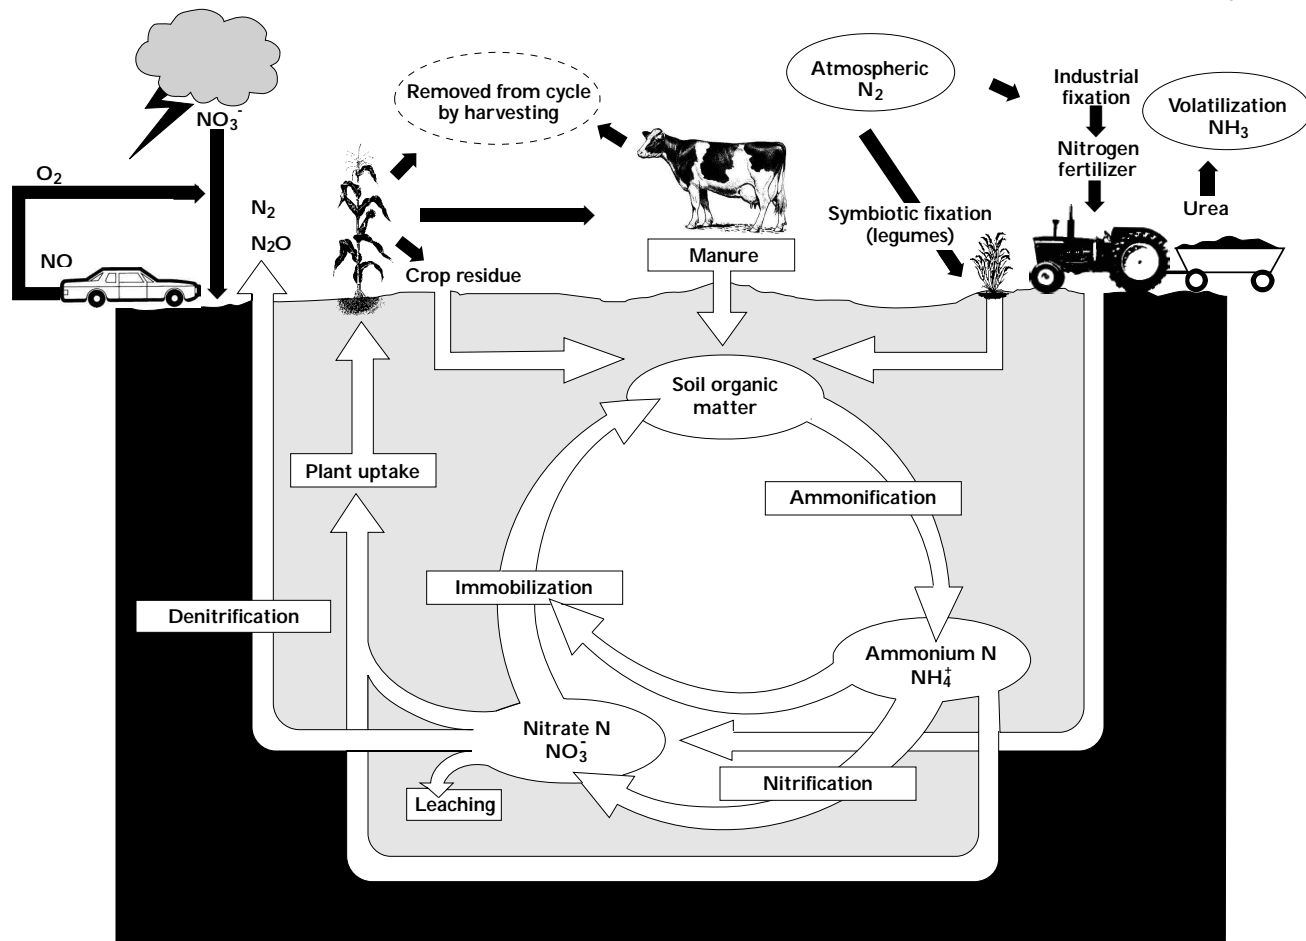 Atmospheric
N₂
Industrial
fixation
Volatilization
NH₃
Removed from cycle
by harvesting
NO₃⁻
Nitrogen
fertilizer
O₂
N₂
N₂O
Urea
Symbiotic fixation
(legumes)
NO
Crop residue
Manure
Soil organic
matter
Plant uptake
Ammonification
Immobilization
Denitrification
Ammonium N
NH₄⁺
Nitrate N
NO₃⁻
Nitrification
Leaching